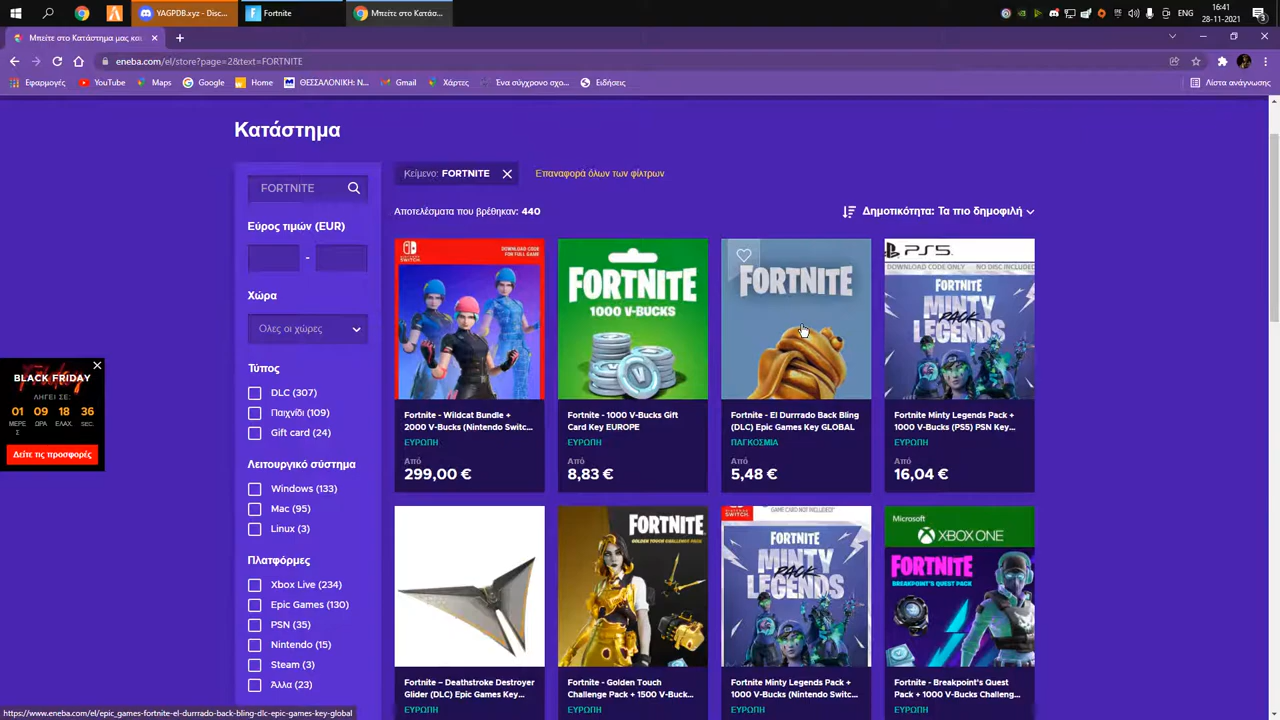 YAGPDB.xyz - Disc...
Fortnite
Μπείτε στο Κατάσ...
ENG
16:41
28-11-2021
Μπείτε στο Κατάστημα μας κα
eneba.com/el/store?page=2&text=FORTNITE
Εφαρμογές
YouTube
Maps
Google
Home
ΘΕΣΣΑΛΟΝΙΚΗ: Ν...
Gmail
Χάρτες
Ένα σύγχρονο σχο...
Ειδήσεις
Λίστα ανάγνωσης
Κατάστημα
FORTNITE
Κείμενο: FORTNITE
Επαναφορά όλων των φίλτρων
Αποτελέσματα που βρέθηκαν: 440
Δημοτικότητα: Τα πιο δημοφιλή
Εύρος τιμών (EUR)
-
Χώρα
Όλες οι χώρες
Τύπος
DLC (307)
Παιχνίδι (109)
Gift card (24)
Λειτουργικό σύστημα
Windows (133)
Mac (95)
Linux (3)
Πλατφόρμες
Xbox Live (234)
Epic Games (130)
PSN (35)
Nintendo (15)
Steam (3)
Άλλα (23)
BLACK FRIDAY
ΛΗΓΕΙ ΣΕ:
01 09 18 36
ΜΕΡΕΣ ΩΡΑ ΕΛΑΧ. SEC.
Δείτε τις προσφορές
DOWNLOAD CODE
FOR FULL GAME
Fortnite - Wildcat Bundle +
2000 V-Bucks (Nintendo Switc...
ΕΥΡΩΠΗ
Από
299,00 €
FORTNITE
1000 V-BUCKS
Fortnite - 1000 V-Bucks Gift
Card Key EUROPE
ΕΥΡΩΠΗ
Από
8,83 €
FORTNITE
Fortnite - El Durrrado Back Bling
(DLC) Epic Games Key GLOBAL
ΠΑΓΚΟΣΜΙΑ
Από
5,48 €
PS5
DOWNLOAD CODE ONLY NO DISC INCLUDED
FORTNITE
MINTY
PACK
LEGENDS
Fortnite Minty Legends Pack +
1000 V-Bucks (PS5) PSN Key...
ΕΥΡΩΠΗ
Από
16,04 €
Fortnite – Deathstroke Destroyer
Glider (DLC) Epic Games Key...
ΕΥΡΩΠΗ
FORTNITE
GOLDEN TOUCH CHALLENGE PACK
Fortnite - Golden Touch
Challenge Pack + 1500 V-Buck...
ΕΥΡΩΠΗ
GAME CARD NOT INCLUDED
FORTNITE
MINTY
PACK
LEGENDS
Fortnite Minty Legends Pack +
1000 V-Bucks (Nintendo Switc...
ΕΥΡΩΠΗ
Microsoft
XBOX ONE
FORTNITE
BREAKPOINT'S QUEST PACK
Fortnite - Breakpoint's Quest
Pack + 1000 V-Bucks Challeng...
ΕΥΡΩΠΗ
https://www.eneba.com/el/epic_games-fortnite-el-durrrado-back-bling-dlc-epic-games-key-global